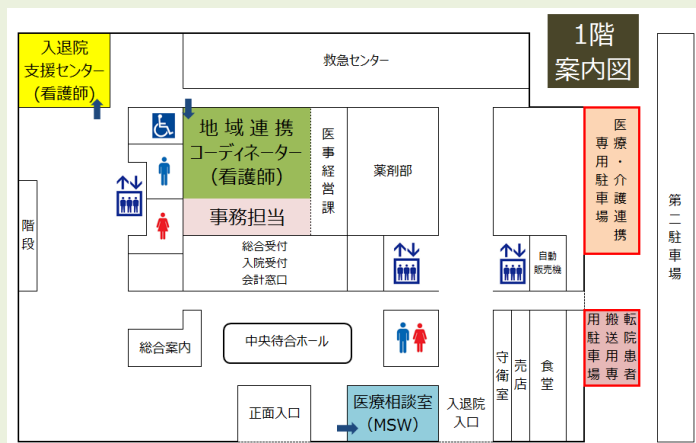 1階
案内図
入退院
支援センター
(看護師)
救急センター
地域連携
コーディネーター
(看護師)
医事経営課
薬剤部
医療・介護連携
専用駐車場
第二駐車場
事務担当
階段
総合受付
入院受付
会計窓口
自動
販売機
総合案内
中央待合ホール
転院患者
搬送用専
用駐車場
守衛室
売店
食堂
正面入口
医療相談室
(MSW)
入退院
入口